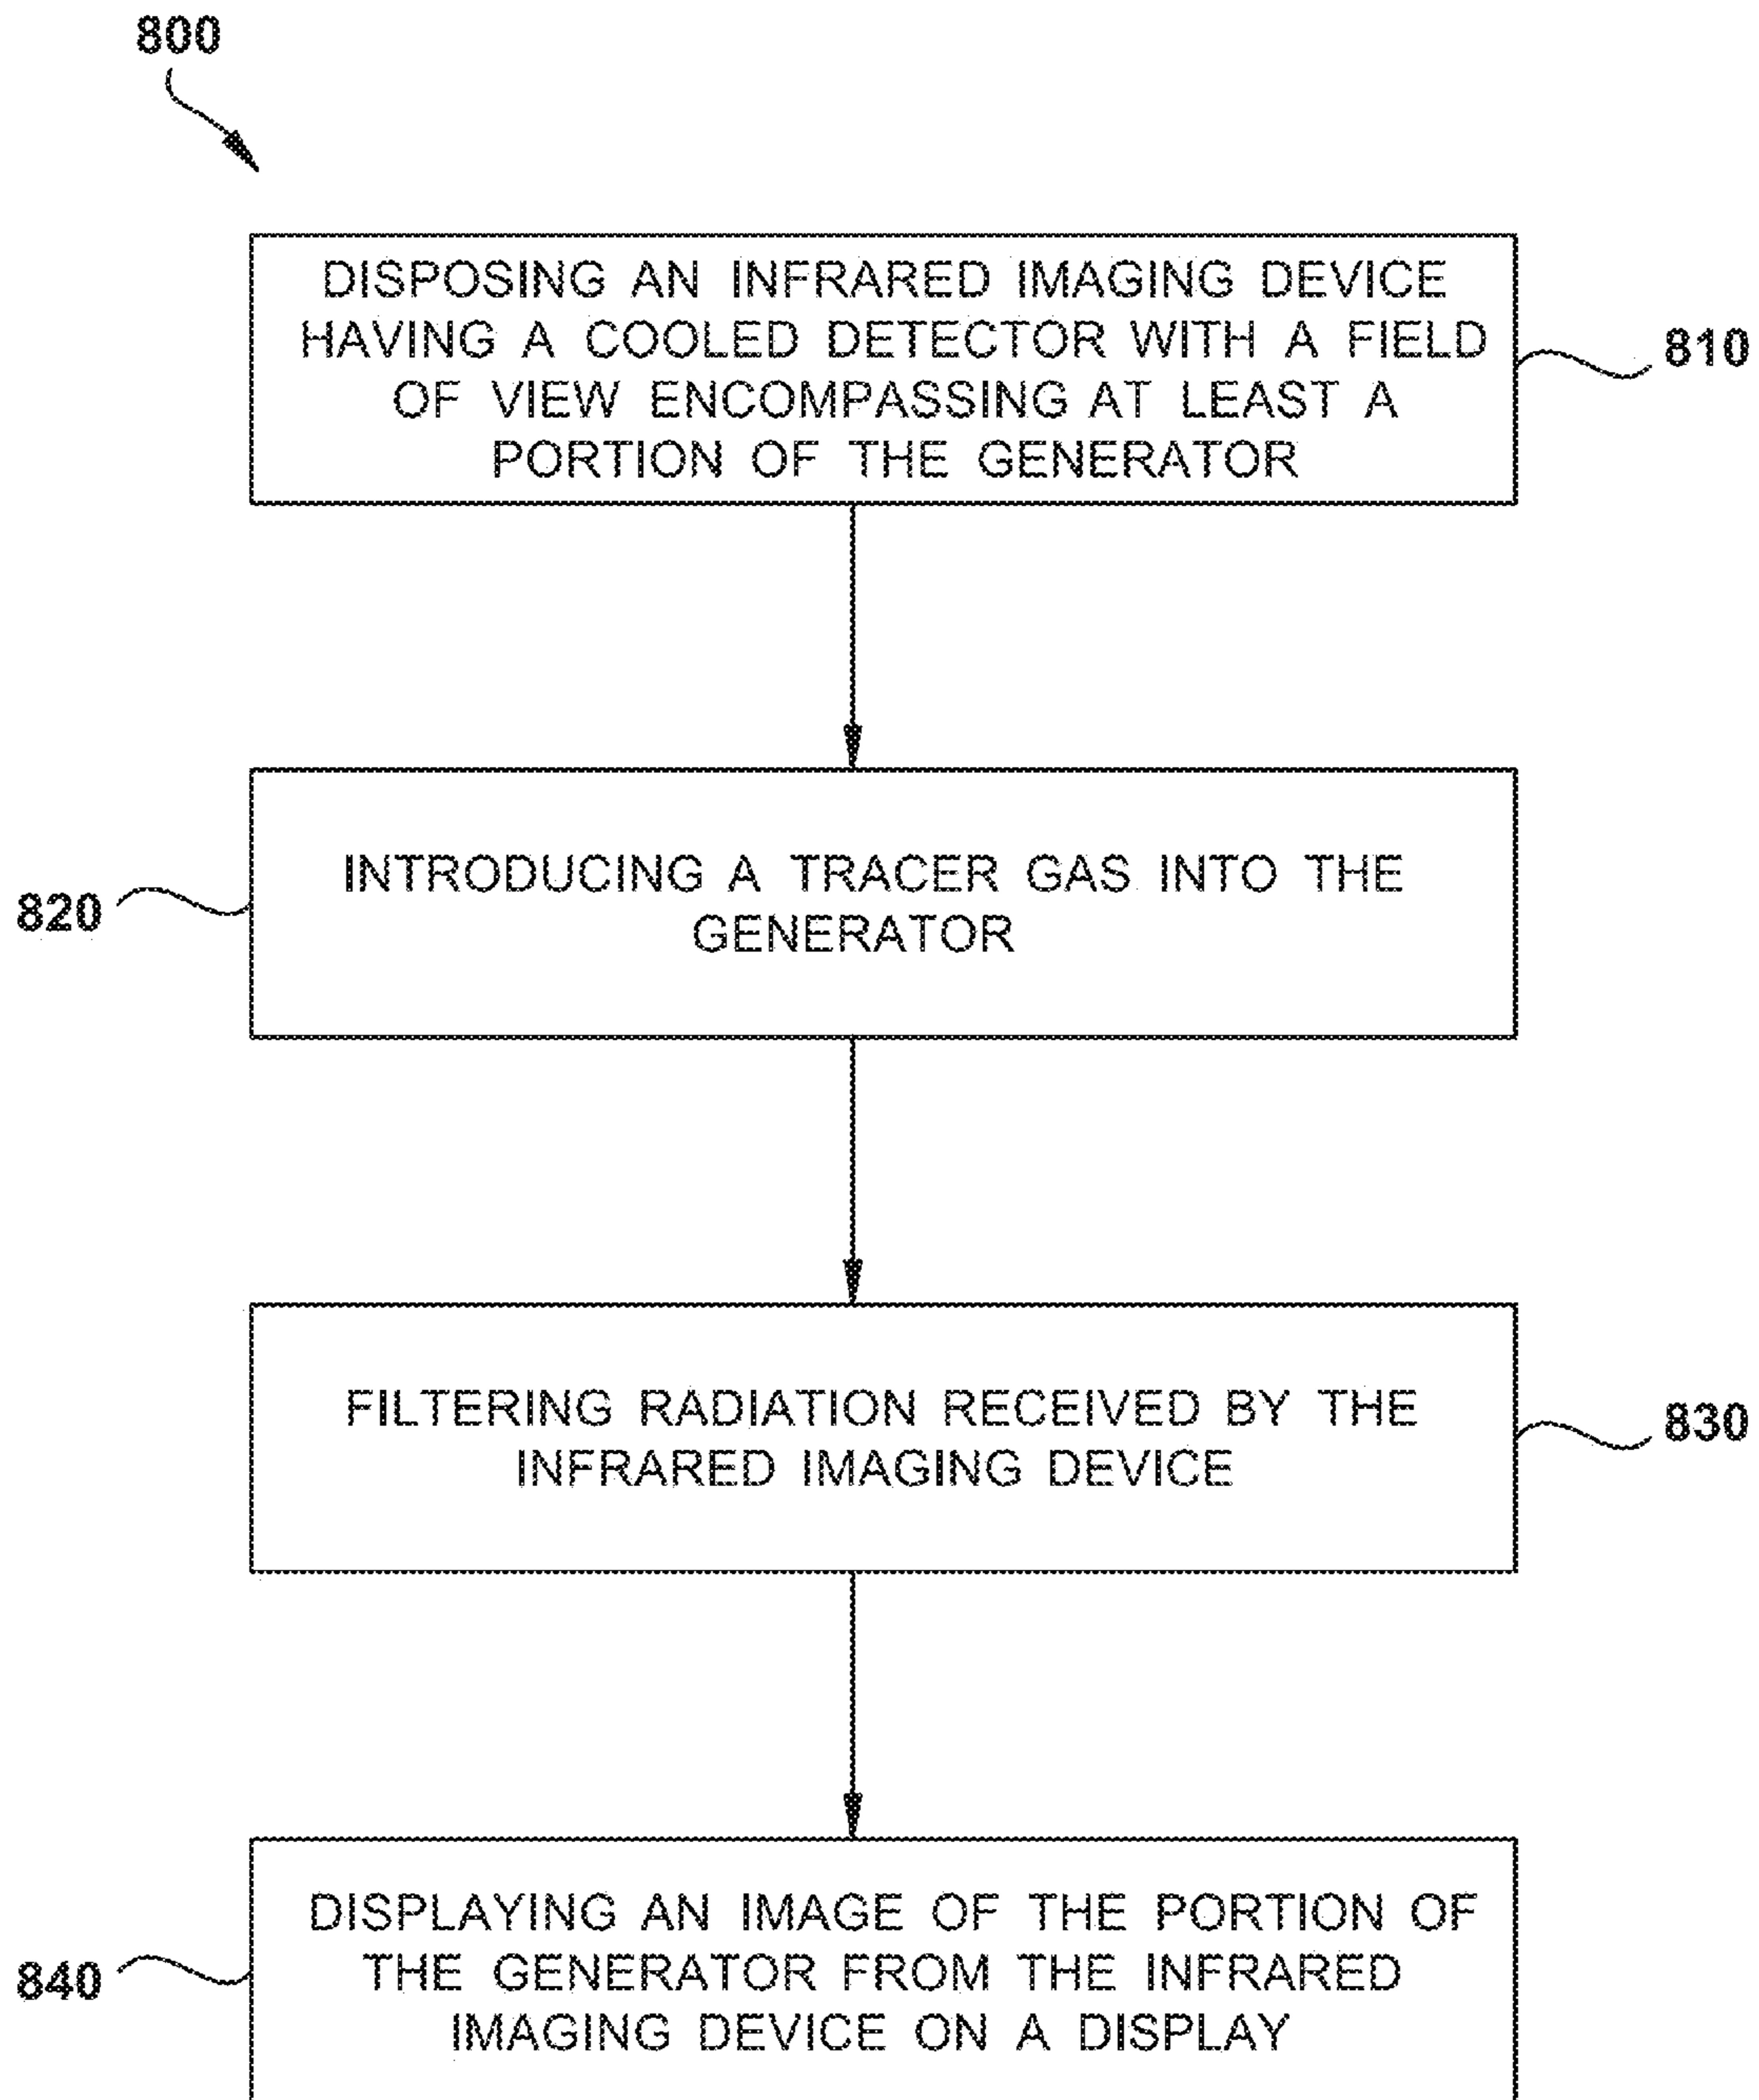 800
DISPOSING AN INFRARED IMAGING DEVICE
HAVING A COOLED DETECTOR WITH A FIELD
OF VIEW ENCOMPASSING AT LEAST A
PORTION OF THE GENERATOR
810
INTRODUCING A TRACER GAS INTO THE
GENERATOR
820
FILTERING RADIATION RECEIVED BY THE
INFRARED IMAGING DEVICE
830
DISPLAYING AN IMAGE OF THE PORTION OF
THE GENERATOR FROM THE INFRARED
IMAGING DEVICE ON A DISPLAY
840